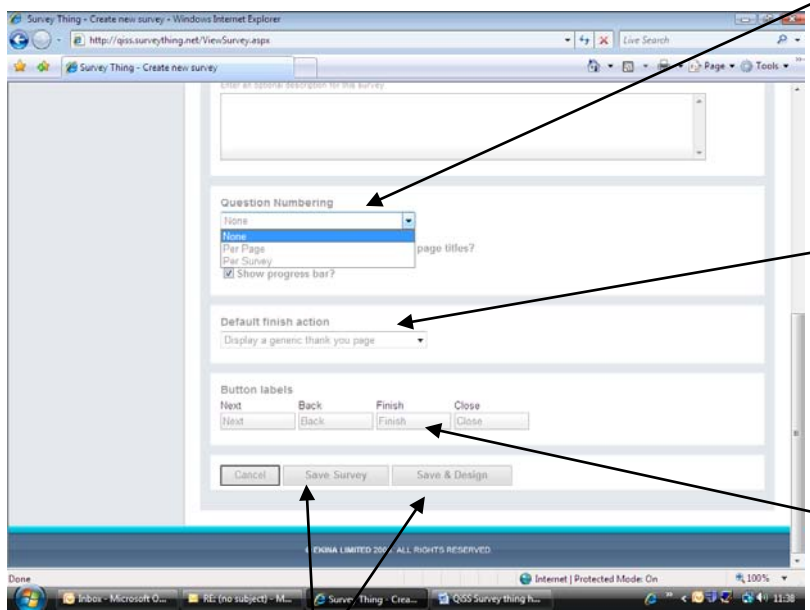 Survey Thing - Create new survey - Windows Internet Explorer
http://qiss.surveything.net/ViewSurvey.aspx
Live Search
Survey Thing - Create new survey
Page
Tools
Enter an optional description for this survey.
Question Numbering
None
None
Per Page
page titles?
Per Survey
Show progress bar?
Default finish action
Display a generic thank you page
Button labels
Next Back Finish Close
Next Back Finish Close
Cancel Save Survey Save & Design
LIMITED ALL RIGHTS RESERVED
Done
Internet | Protected Mode: On
100%
Inbox - Microsoft O...
RE: (no subject) - M...
Survey Thing - Crea...
QiSS Survey thing h...
11:38